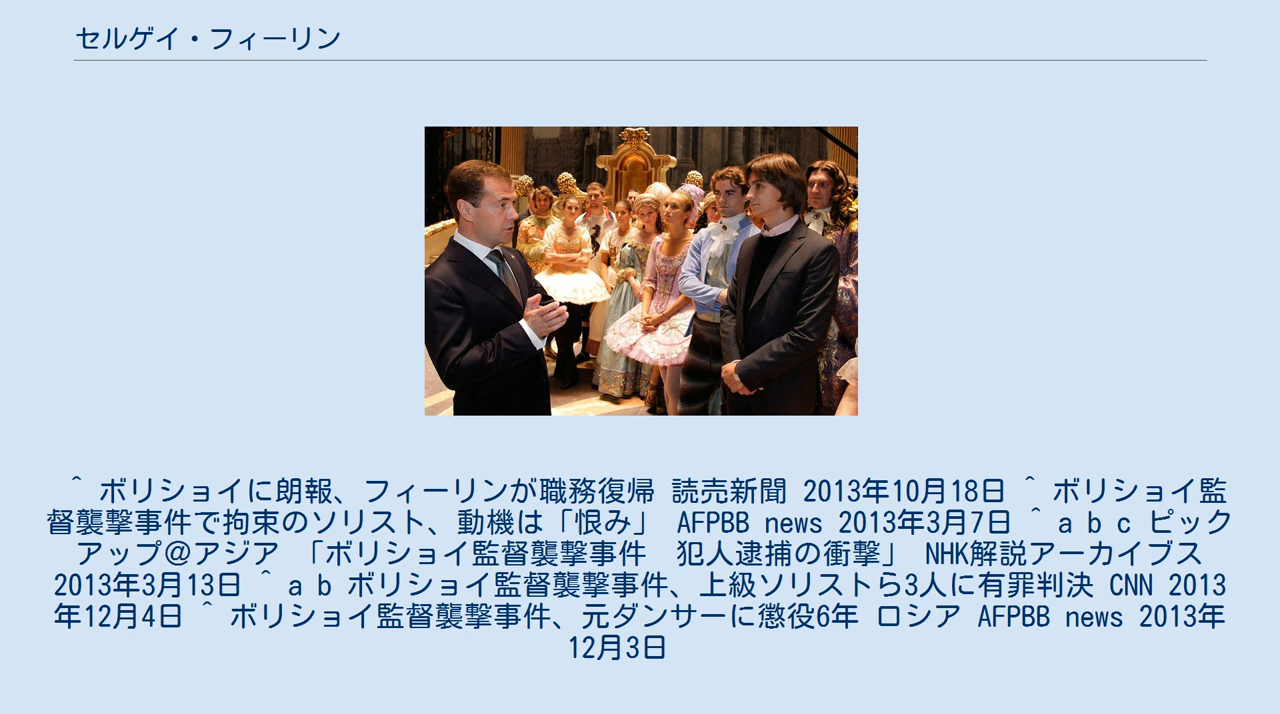 セルゲイ・フィーリン
^ ボリショイに朗報、フィーリンが職務復帰 読売新聞 2013年10月18日 ^ ボリショイ監
督襲撃事件で拘束のソリスト、動機は「恨み」 AFPBB news 2013年3月7日 ^ a b c ピック
アップ＠アジア 「ボリショイ監督襲撃事件　犯人逮捕の衝撃」 NHK解説アーカイブス
2013年3月13日 ^ a b ボリショイ監督襲撃事件、上級ソリストら3人に有罪判決 CNN 2013
年12月4日 ^ ボリショイ監督襲撃事件、元ダンサーに懲役6年 ロシア AFPBB news 2013年
12月3日